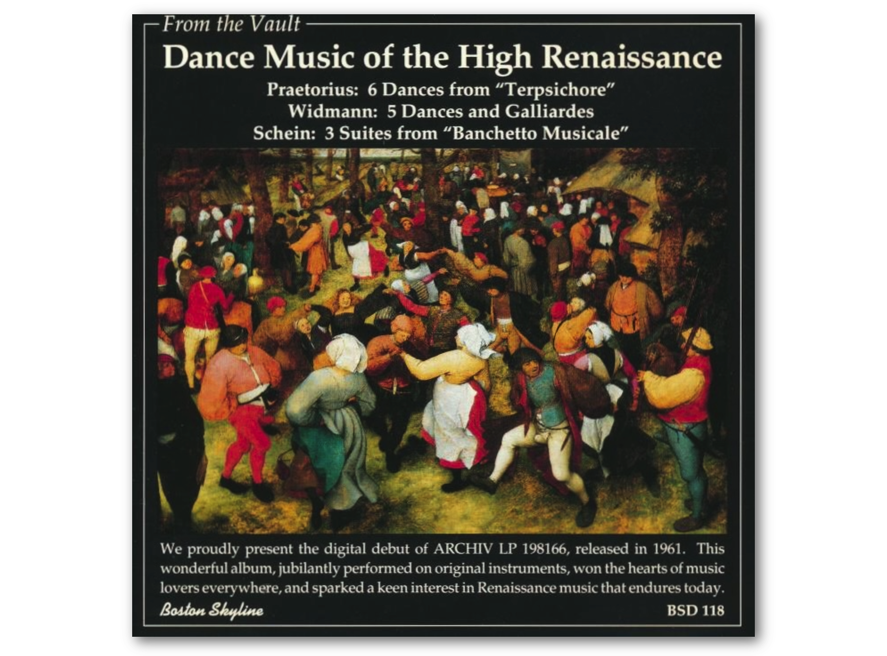 From the Vault
Dance Music of the High Renaissance
Praetorius: 6 Dances from “Terpsichore”
Widmann: 5 Dances and Galliardes
Schein: 3 Suites from “Banchetto Musicale”
We proudly present the digital debut of ARCHIV LP 198166, released in 1961. This
wonderful album, jubilantly performed on original instruments, won the hearts of music
lovers everywhere, and sparked a keen interest in Renaissance music that endures today.
Boston Skyline
BSD 118